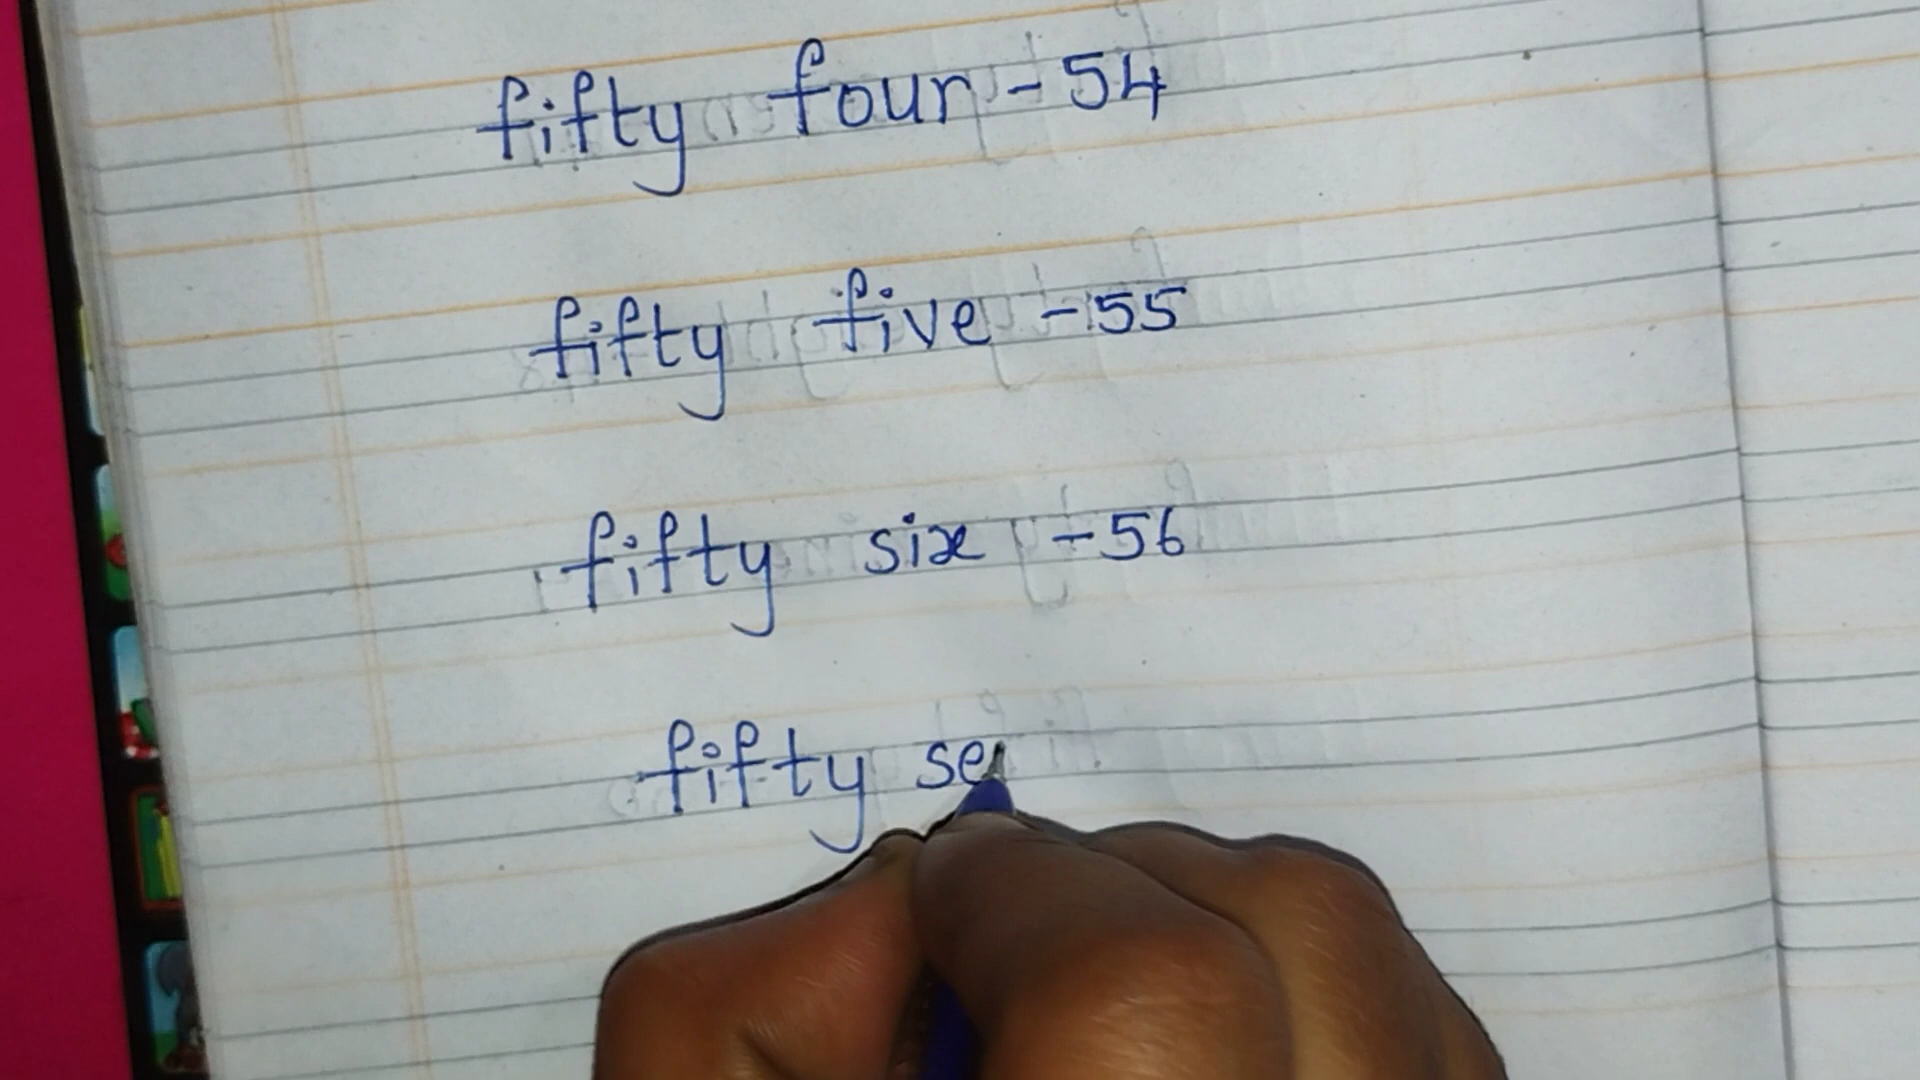 fifty four - 54
fifty five - 55
fifty six - 56
fifty se